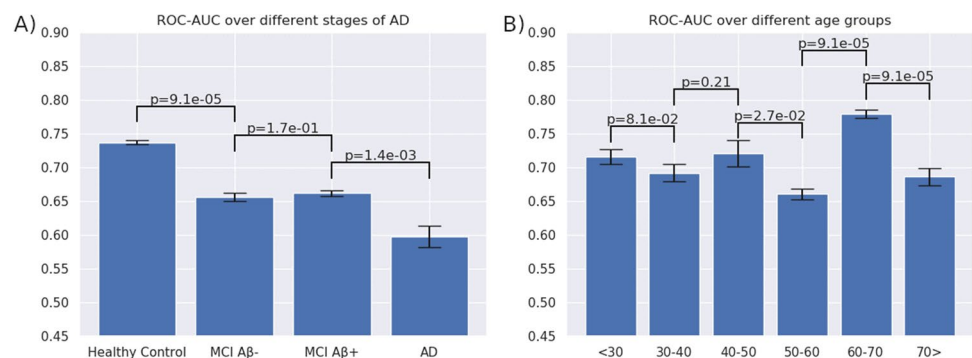 A)
ROC-AUC over different stages of AD
0.90
0.85
0.80
0.75
0.70
0.65
0.60
0.55
0.50
0.45
p=9.1e-05
p=1.7e-01
p=1.4e-03
Healthy Control MCI Aβ- MCI Aβ+ AD
B)
ROC-AUC over different age groups
0.90
0.85
0.80
0.75
0.70
0.65
0.60
0.55
0.50
0.45
p=9.1e-05
p=9.1e-05
p=0.21
p=8.1e-02
p=2.7e-02
<30 30-40 40-50 50-60 60-70 70>